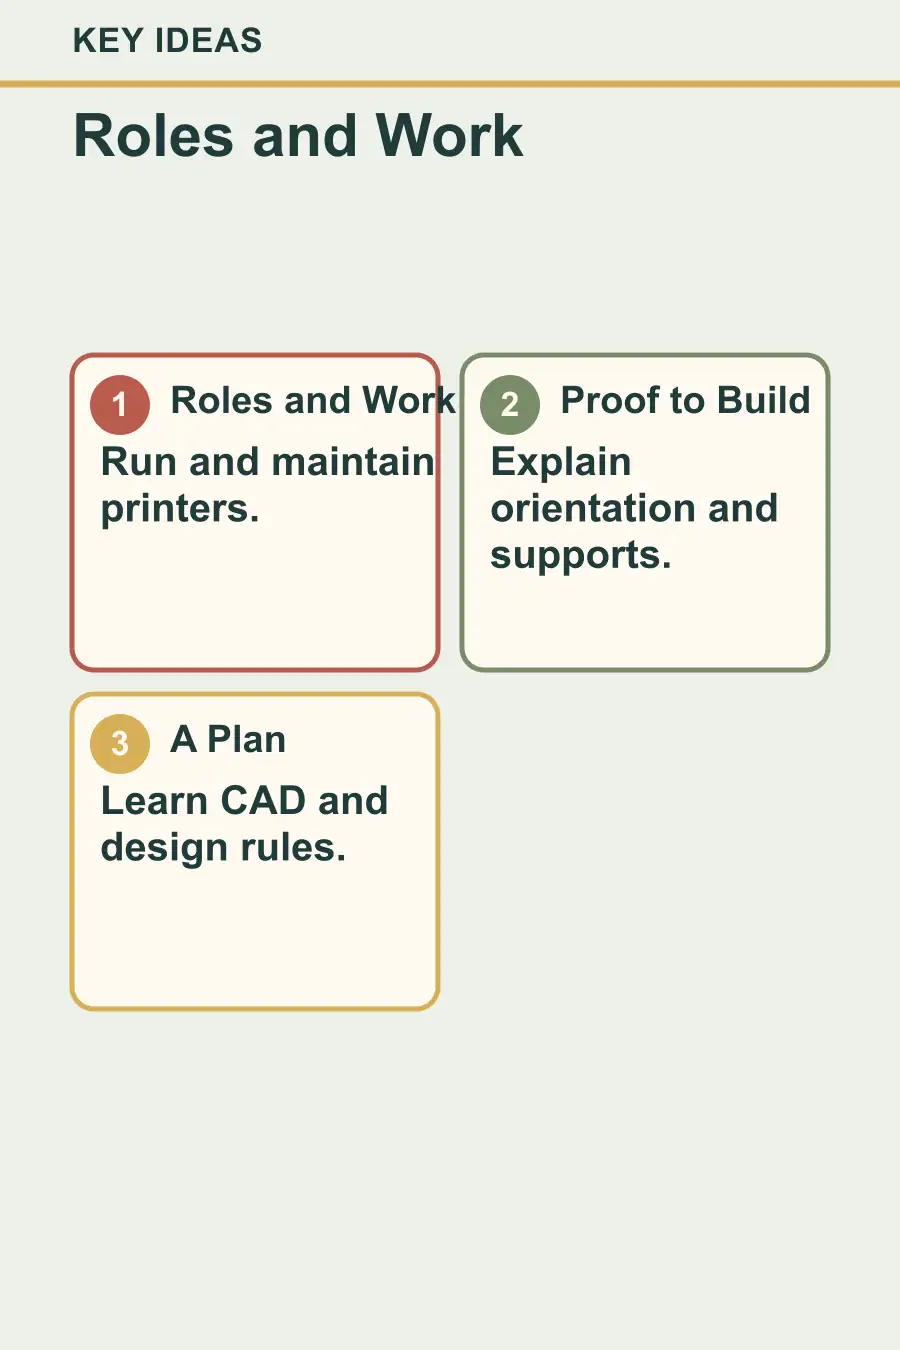 KEY IDEAS
Roles and Work
1 Roles and Work
Run and maintain
printers.
2 Proof to Build
Explain
orientation and
supports.
3 A Plan
Learn CAD and
design rules.